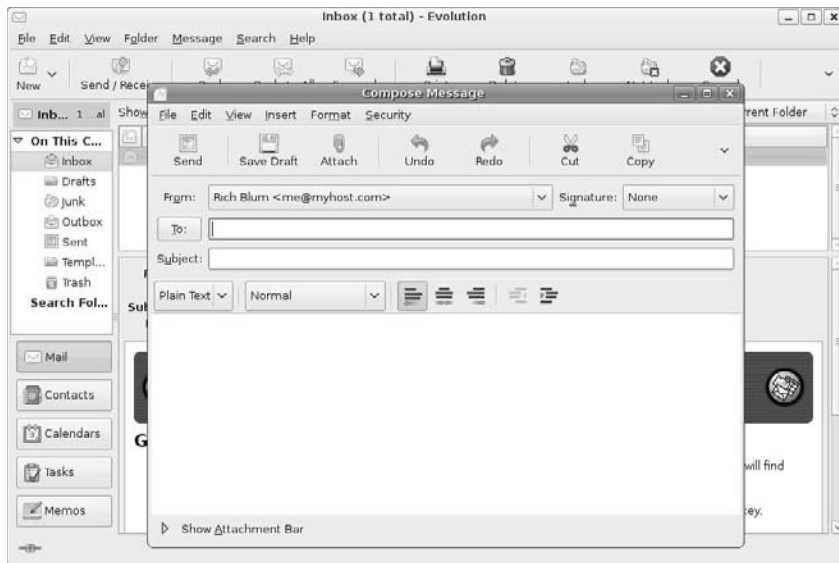 Inbox (1 total) - Evolution
File Edit View Folder Message Search Help
New Send / Recei
Compose Message
Inb... 1 ...al Show rrent Folder
File Edit View Insert Format Security
On This C...
Inbox
Drafts
Junk
Outbox
Sent
Templ...
Trash
Search Fol...
Send Save Draft Attach Undo Redo Cut Copy
From: Rich Blum <me@myhost.com> Signature: None
To:
Subject:
Plain Text Normal
Sul
Mail
Contacts
Calendars
Tasks
Memos
G
will find
key.
Show Attachment Bar